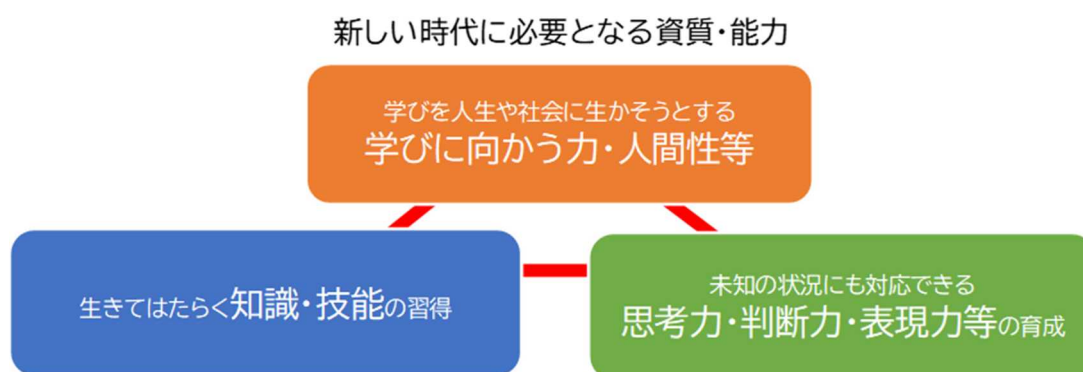 新しい時代に必要となる資質・能力
学びを人生や社会に生かそうとする
学びに向かう力・人間性等
生きてはたらく知識・技能の習得
未知の状況にも対応できる
思考力・判断力・表現力等の育成